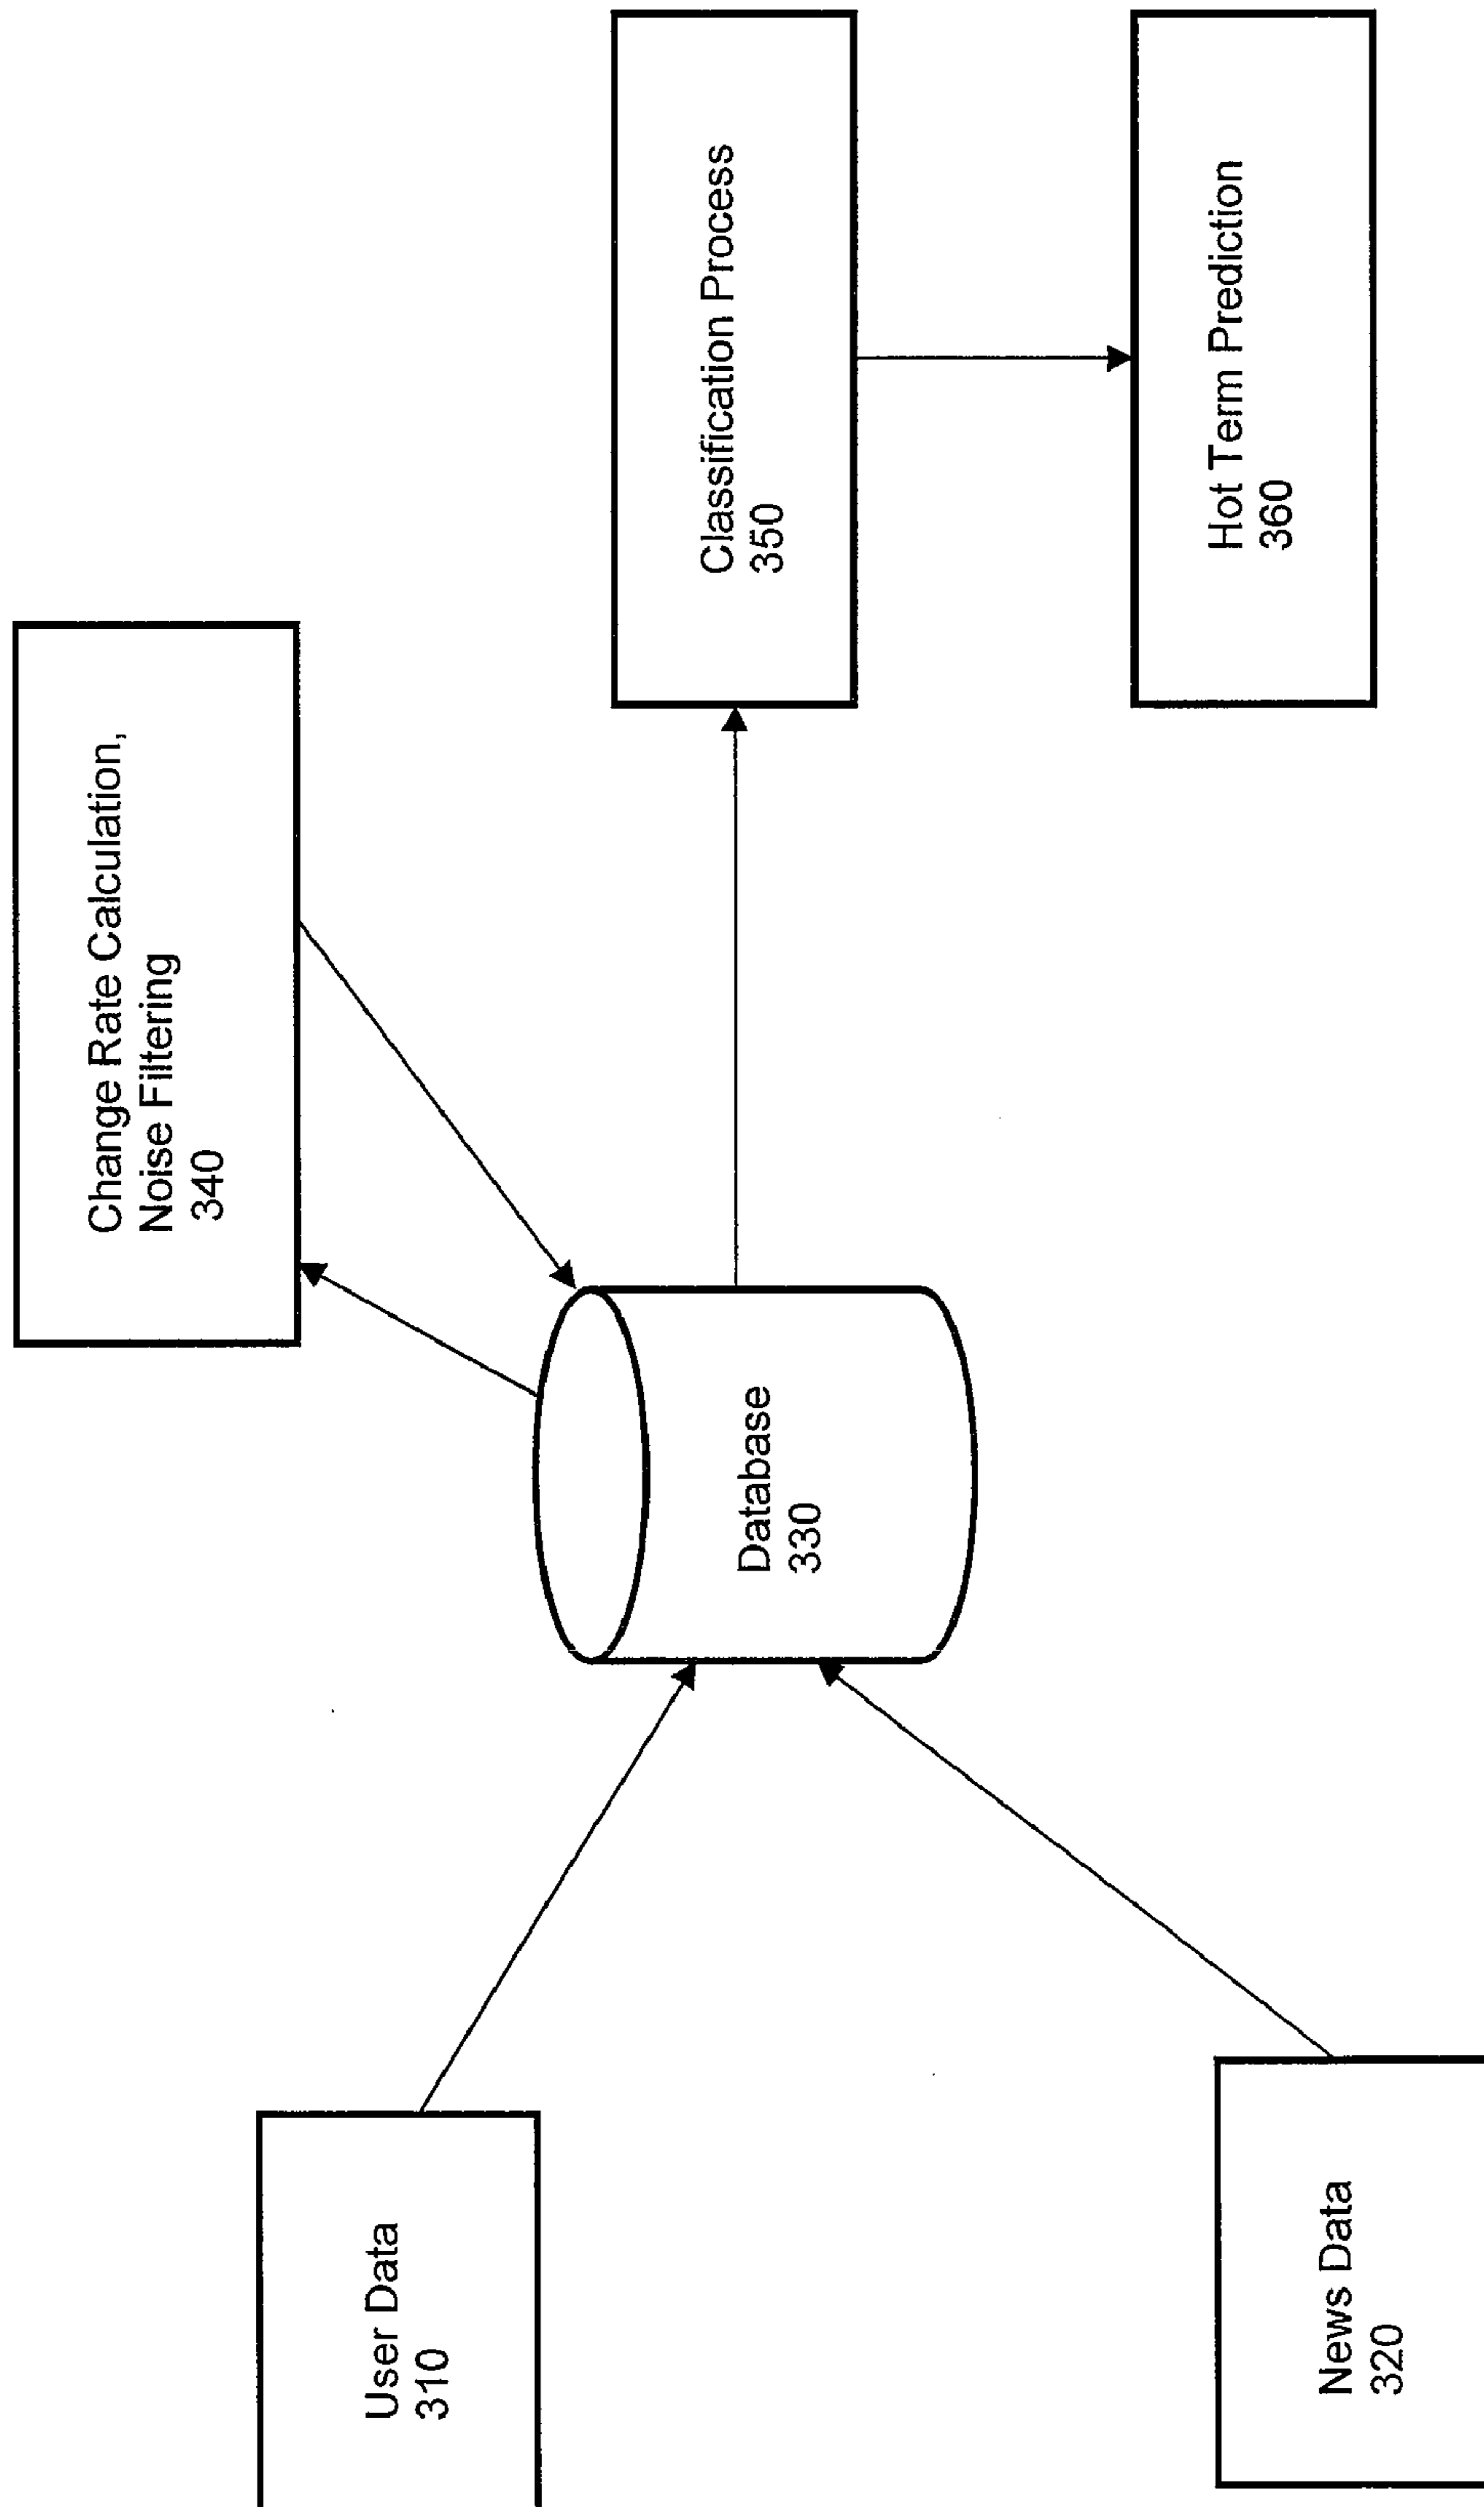 User Data
310
News Data
320
Database
330
Change Rate Calculation,
Noise Filtering
340
Classification Process
350
Hot Term Prediction
360